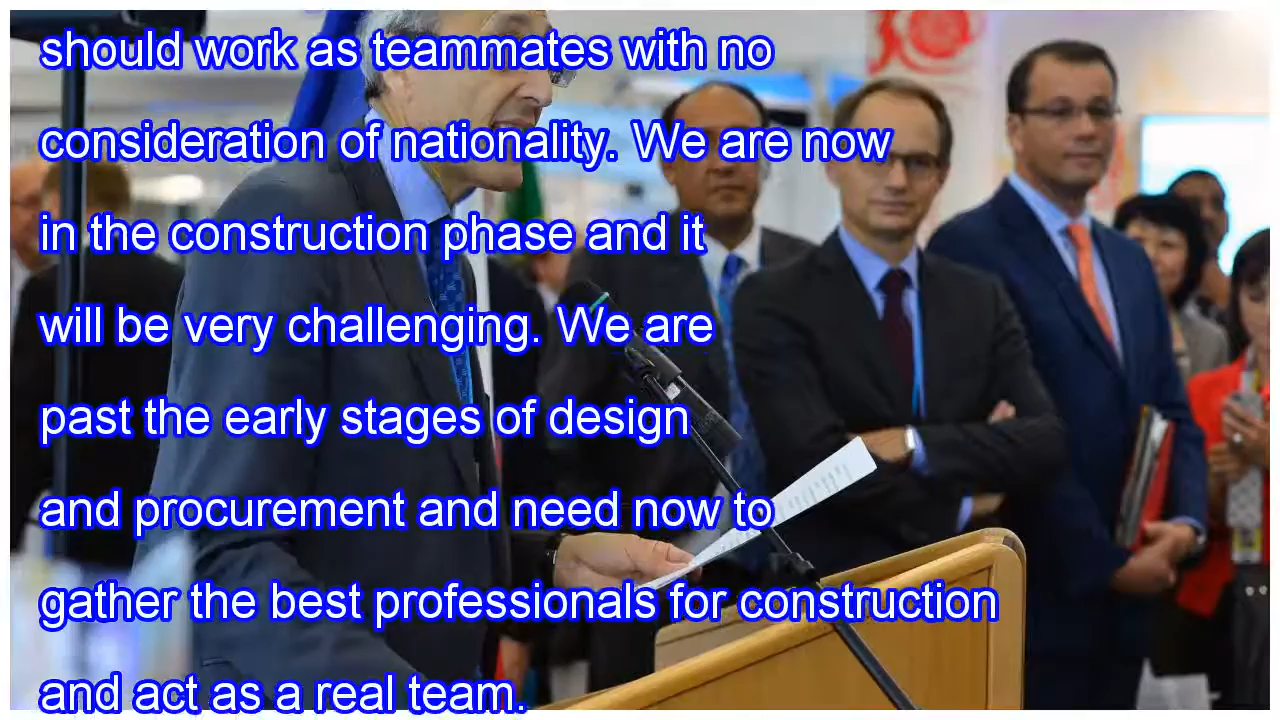 should work as teammates with no
consideration of nationality. We are now
in the construction phase and it
will be very challenging. We are
past the early stages of design
and procurement and need now to
gather the best professionals for construction
and act as a real team.